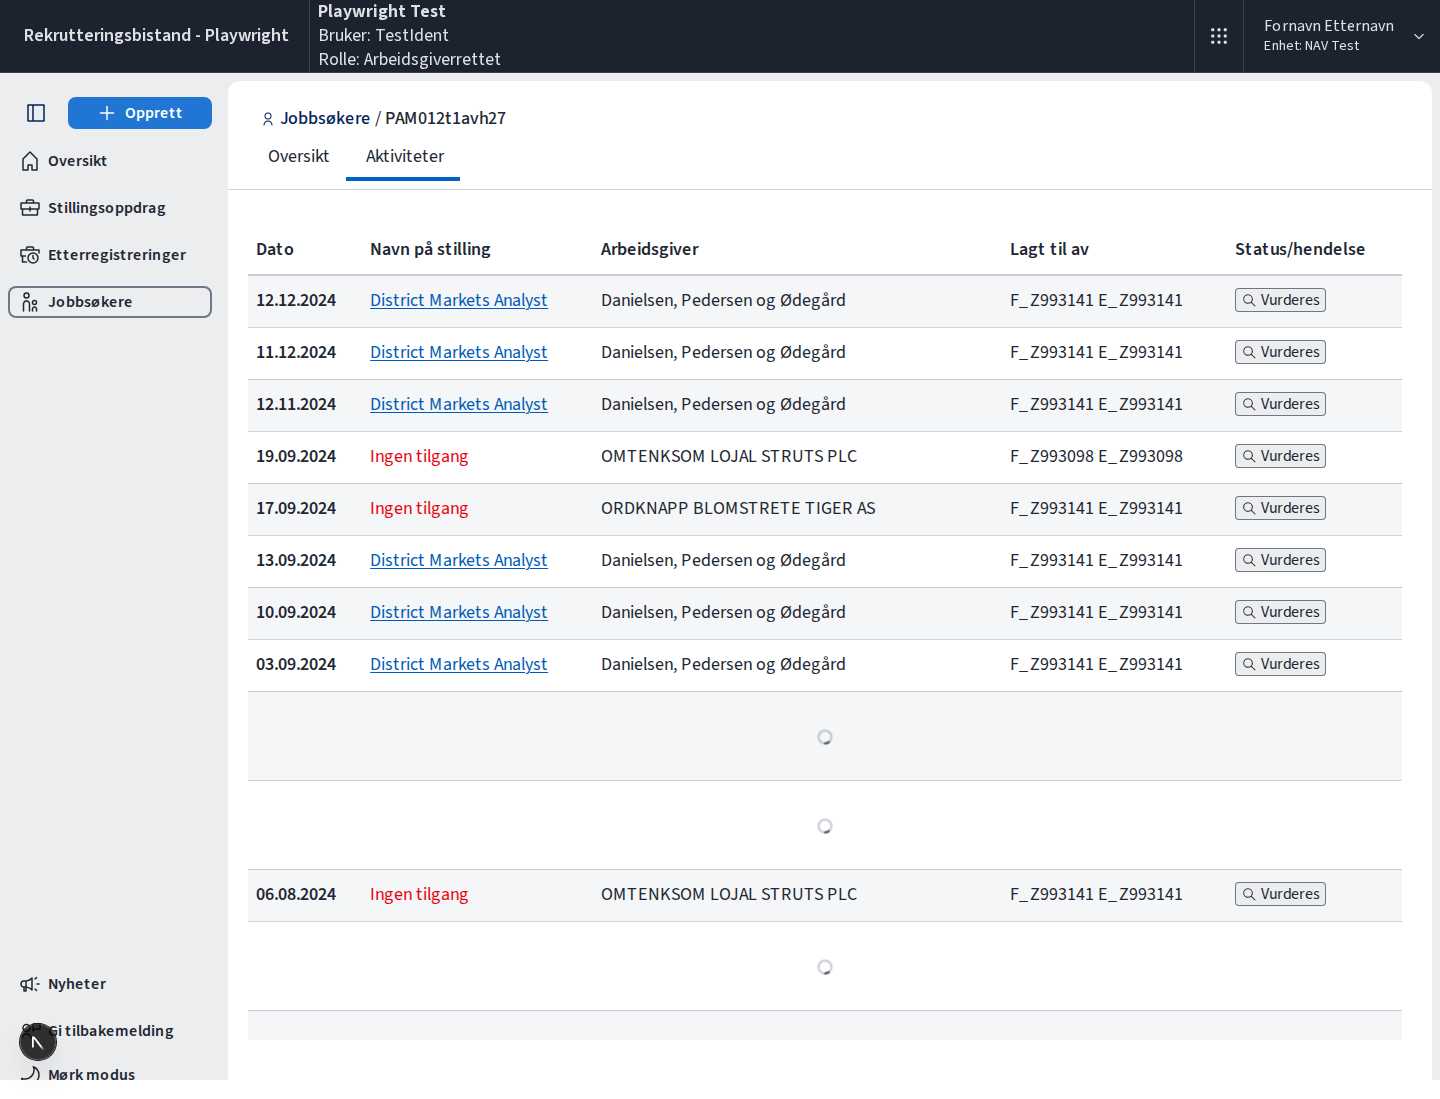 Rekrutteringsbistand - Playwright
Playwright Test
Bruker: TestIdent
Rolle: Arbeidsgiverrettet
Fornavn Etternavn
Enhet: NAV Test
Opprett
Oversikt
Stillingsoppdrag
Etterregistreringer
Jobbsøkere
Nyheter
Gi tilbakemelding
Mørk modus
Jobbsøkere / PAM012t1avh27
Oversikt Aktiviteter
Dato Navn på stilling Arbeidsgiver Lagt til av Status/hendelse
12.12.2024 District Markets Analyst Danielsen, Pedersen og Ødegård F_Z993141 E_Z993141 Vurderes
11.12.2024 District Markets Analyst Danielsen, Pedersen og Ødegård F_Z993141 E_Z993141 Vurderes
12.11.2024 District Markets Analyst Danielsen, Pedersen og Ødegård F_Z993141 E_Z993141 Vurderes
19.09.2024 Ingen tilgang OMTENKSOM LOJAL STRUTS PLC F_Z993098 E_Z993098 Vurderes
17.09.2024 Ingen tilgang ORDKNAPP BLOMSTRETE TIGER AS F_Z993141 E_Z993141 Vurderes
13.09.2024 District Markets Analyst Danielsen, Pedersen og Ødegård F_Z993141 E_Z993141 Vurderes
10.09.2024 District Markets Analyst Danielsen, Pedersen og Ødegård F_Z993141 E_Z993141 Vurderes
03.09.2024 District Markets Analyst Danielsen, Pedersen og Ødegård F_Z993141 E_Z993141 Vurderes
06.08.2024 Ingen tilgang OMTENKSOM LOJAL STRUTS PLC F_Z993141 E_Z993141 Vurderes